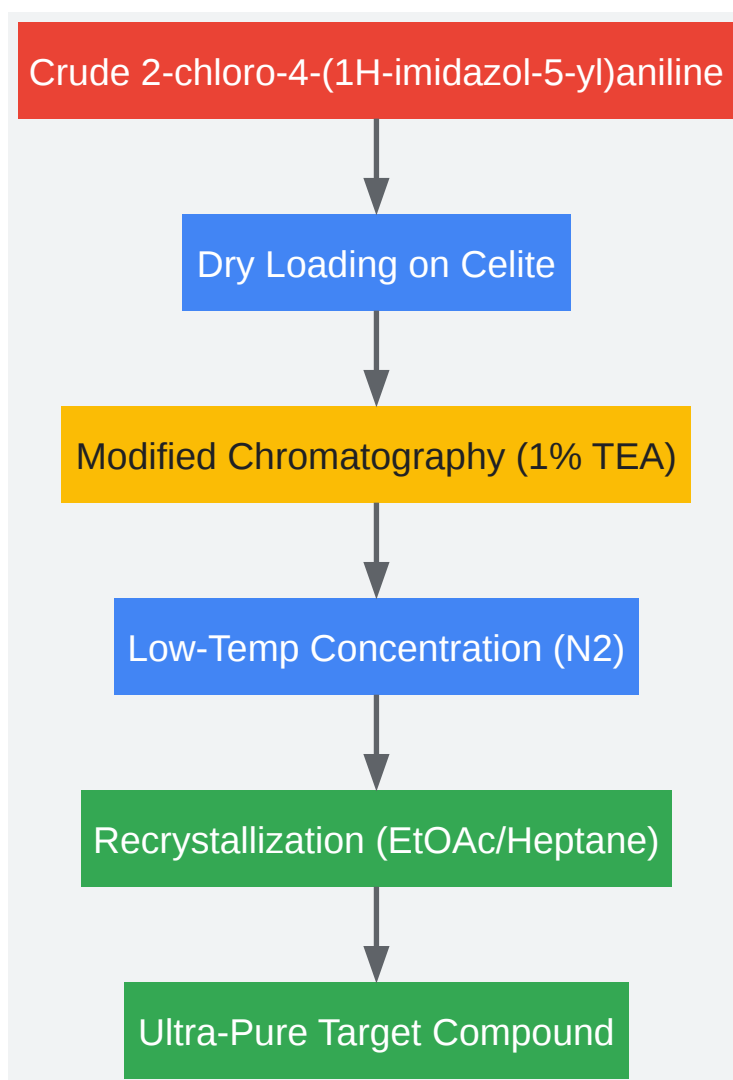 Crude 2-chloro-4-(1H-imidazol-5-yl)aniline
Dry Loading on Celite
Modified Chromatography (1% TEA)
Low-Temp Concentration (N2)
Recrystallization (EtOAc/Heptane)
Ultra-Pure Target Compound